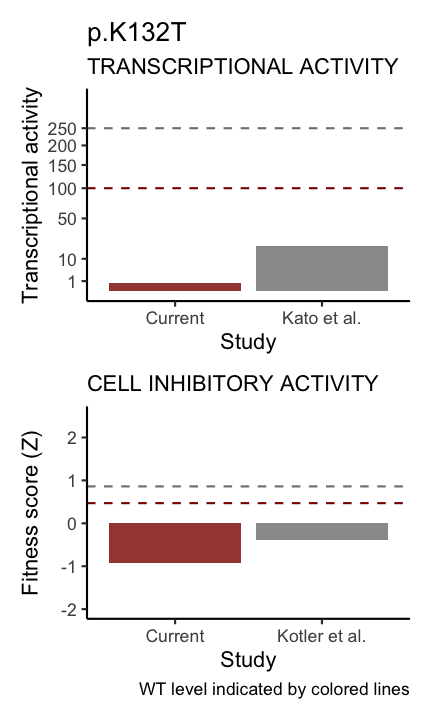 p.K132T
TRANSCRIPTIONAL ACTIVITY
Transcriptional activity
250
200
150
100
50
10
1
Current
Kato et al.
Study
CELL INHIBITORY ACTIVITY
Fitness score (Z)
2
1
0
-1
-2
Current
Kotler et al.
Study
WT level indicated by colored lines